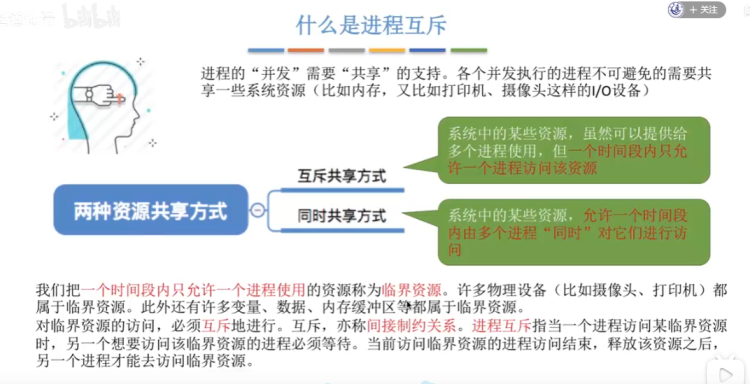 bilibili
+ 关注
什么是进程互斥
进程的“并发”需要“共享”的支持。各个并发执行的进程不可避免的需要共
享一些系统资源（比如内存，又比如打印机、摄像头这样的I/O设备）
系统中的某些资源，虽然可以提供给
多个进程使用，但一个时间段内只允
许一个进程访问该资源
互斥共享方式
两种资源共享方式
同时共享方式
系统中的某些资源，允许一个时间段
内由多个进程“同时”对它们进行访
问
我们把一个时间段内只允许一个进程使用的资源称为临界资源。许多物理设备（比如摄像头、打印机）都
属于临界资源。此外还有许多变量、数据、内存缓冲区等都属于临界资源。
对临界资源的访问，必须互斥地进行。互斥，亦称间接制约关系。进程互斥指当一个进程访问某临界资源
时，另一个想要访问该临界资源的进程必须等待。当前访问临界资源的进程访问结束，释放该资源之后，
另一个进程才能去访问临界资源。